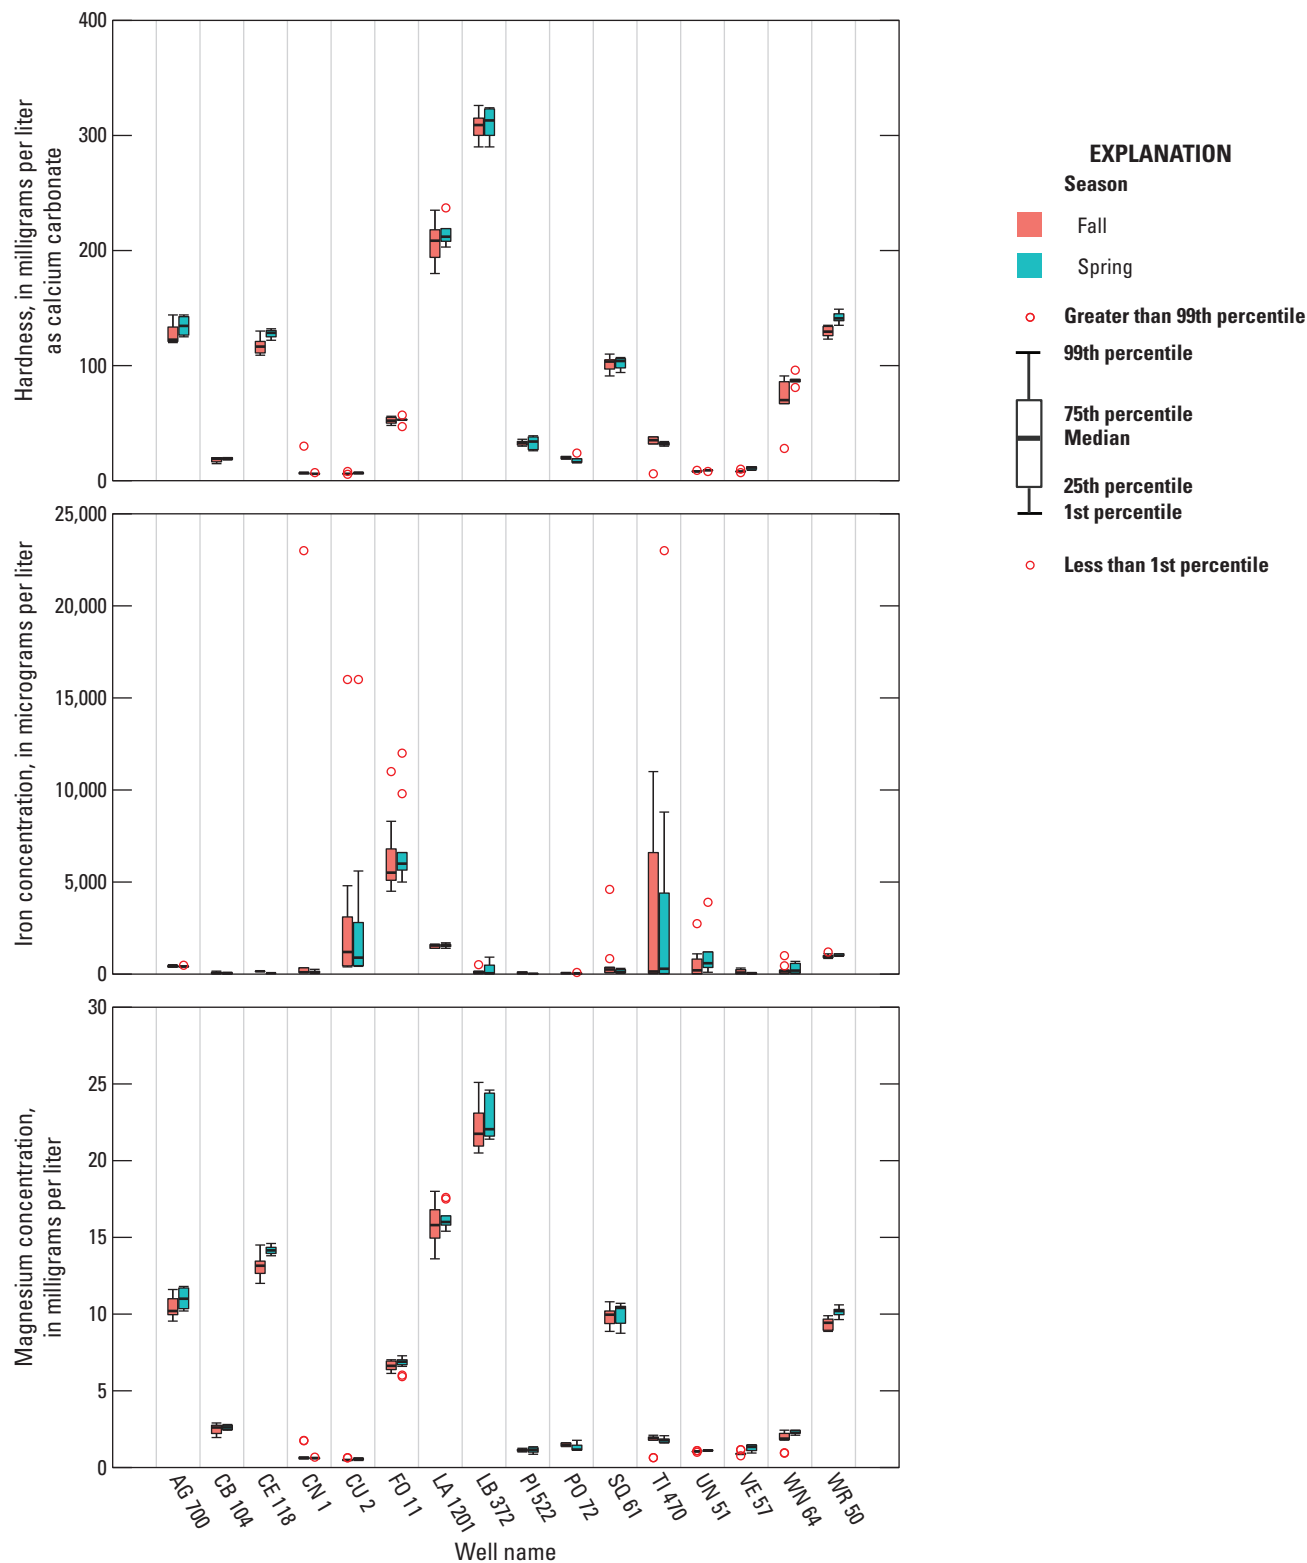 Hardness, in milligrams per liter
as calcium carbonate
400
300
200
100
0
EXPLANATION
Season
Fall
Spring
Greater than 99th percentile
99th percentile
75th percentile
Median
25th percentile
1st percentile
Less than 1st percentile
Iron concentration, in micrograms per liter
25,000
20,000
15,000
10,000
5,000
0
Magnesium concentration,
in milligrams per liter
30
25
20
15
10
5
0
AG 700
CB 104
CE 118
CN 1
CU 2
FO 11
LA 1201
LB 372
PI 522
PO 72
SQ 61
TI 470
UN 51
VE 57
WN 64
WR 50
Well name